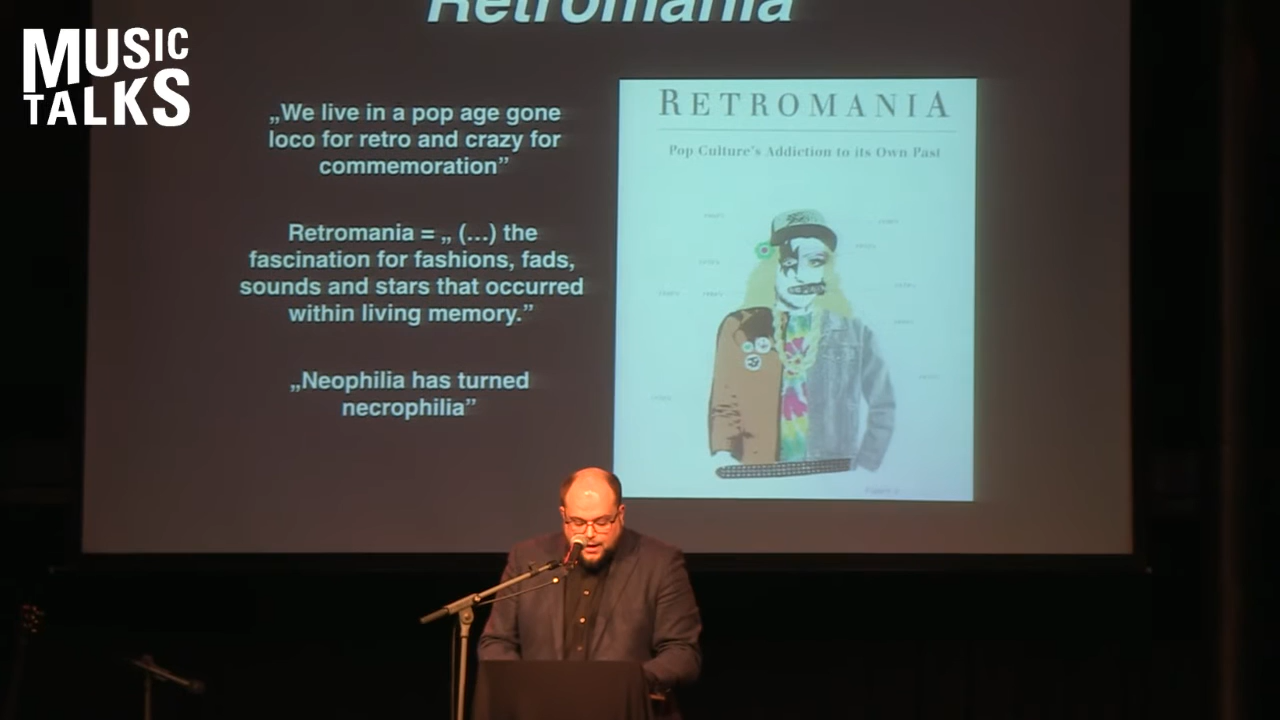 MUSIC
TALKS
Retromania
„We live in a pop age gone
loco for retro and crazy for
commemoration”
Retromania = „ (...) the
fascination for fashions, fads,
sounds and stars that occurred
within living memory.”
„Neophilia has turned
necrophilia”
RETROMANIA
Pop Culture's Addiction to its Own Past